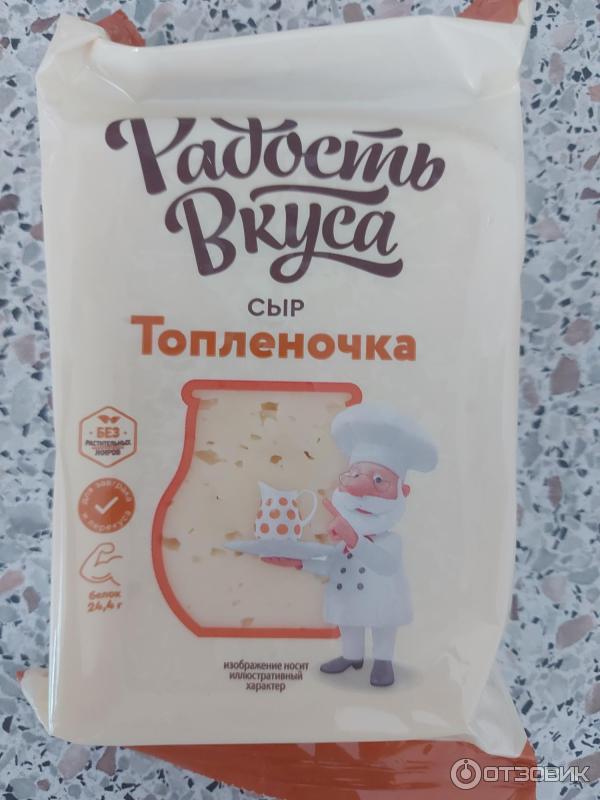 Радость
Вкуса
СЫР
Топленочка
БЕЗ
РАСТИТЕЛЬНЫХ
ЖИРОВ
для завтрака
и перекуса
белок
24,4 г
изображение носит
иллюстративный
характер
ОТЗОВИК